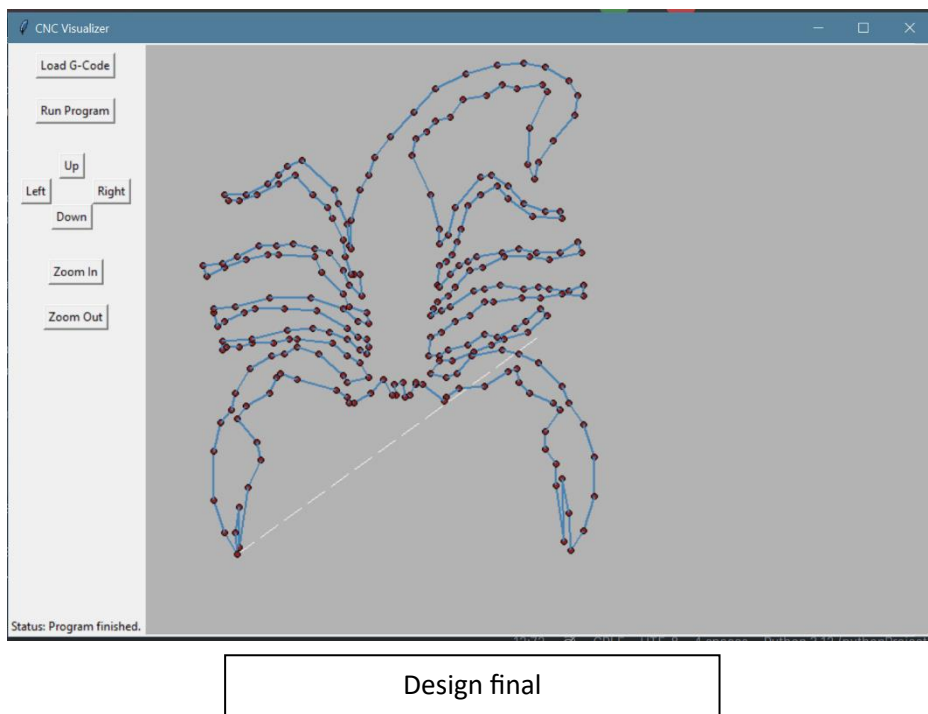 CNC Visualizer
Load G-Code
Run Program
Up
Left Right
Down
Zoom In
Zoom Out
Status: Program finished.
Design final